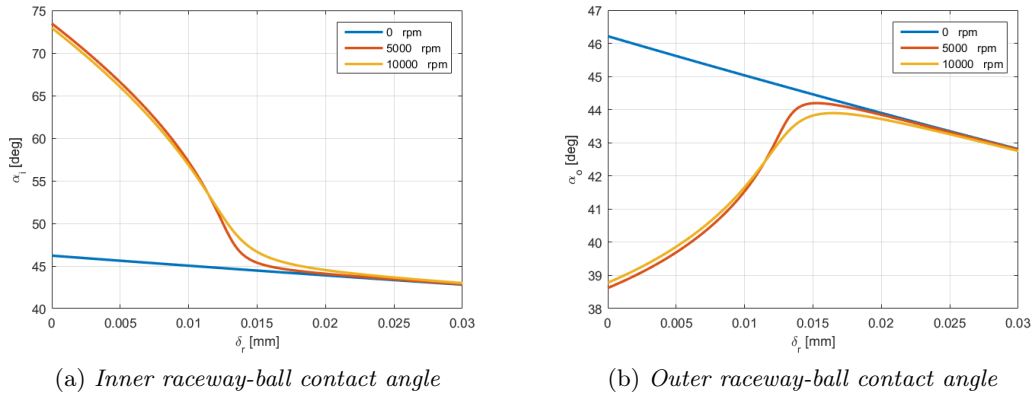 75
70
65
60
55
50
45
40
α_i [deg]
0 0.005 0.01 0.015 0.02 0.025 0.03
δ_r [mm]
0 rpm
5000 rpm
10000 rpm
(a) Inner raceway-ball contact angle
47
46
45
44
43
42
41
40
39
38
α_o [deg]
0 0.005 0.01 0.015 0.02 0.025 0.03
δ_r [mm]
0 rpm
5000 rpm
10000 rpm
(b) Outer raceway-ball contact angle